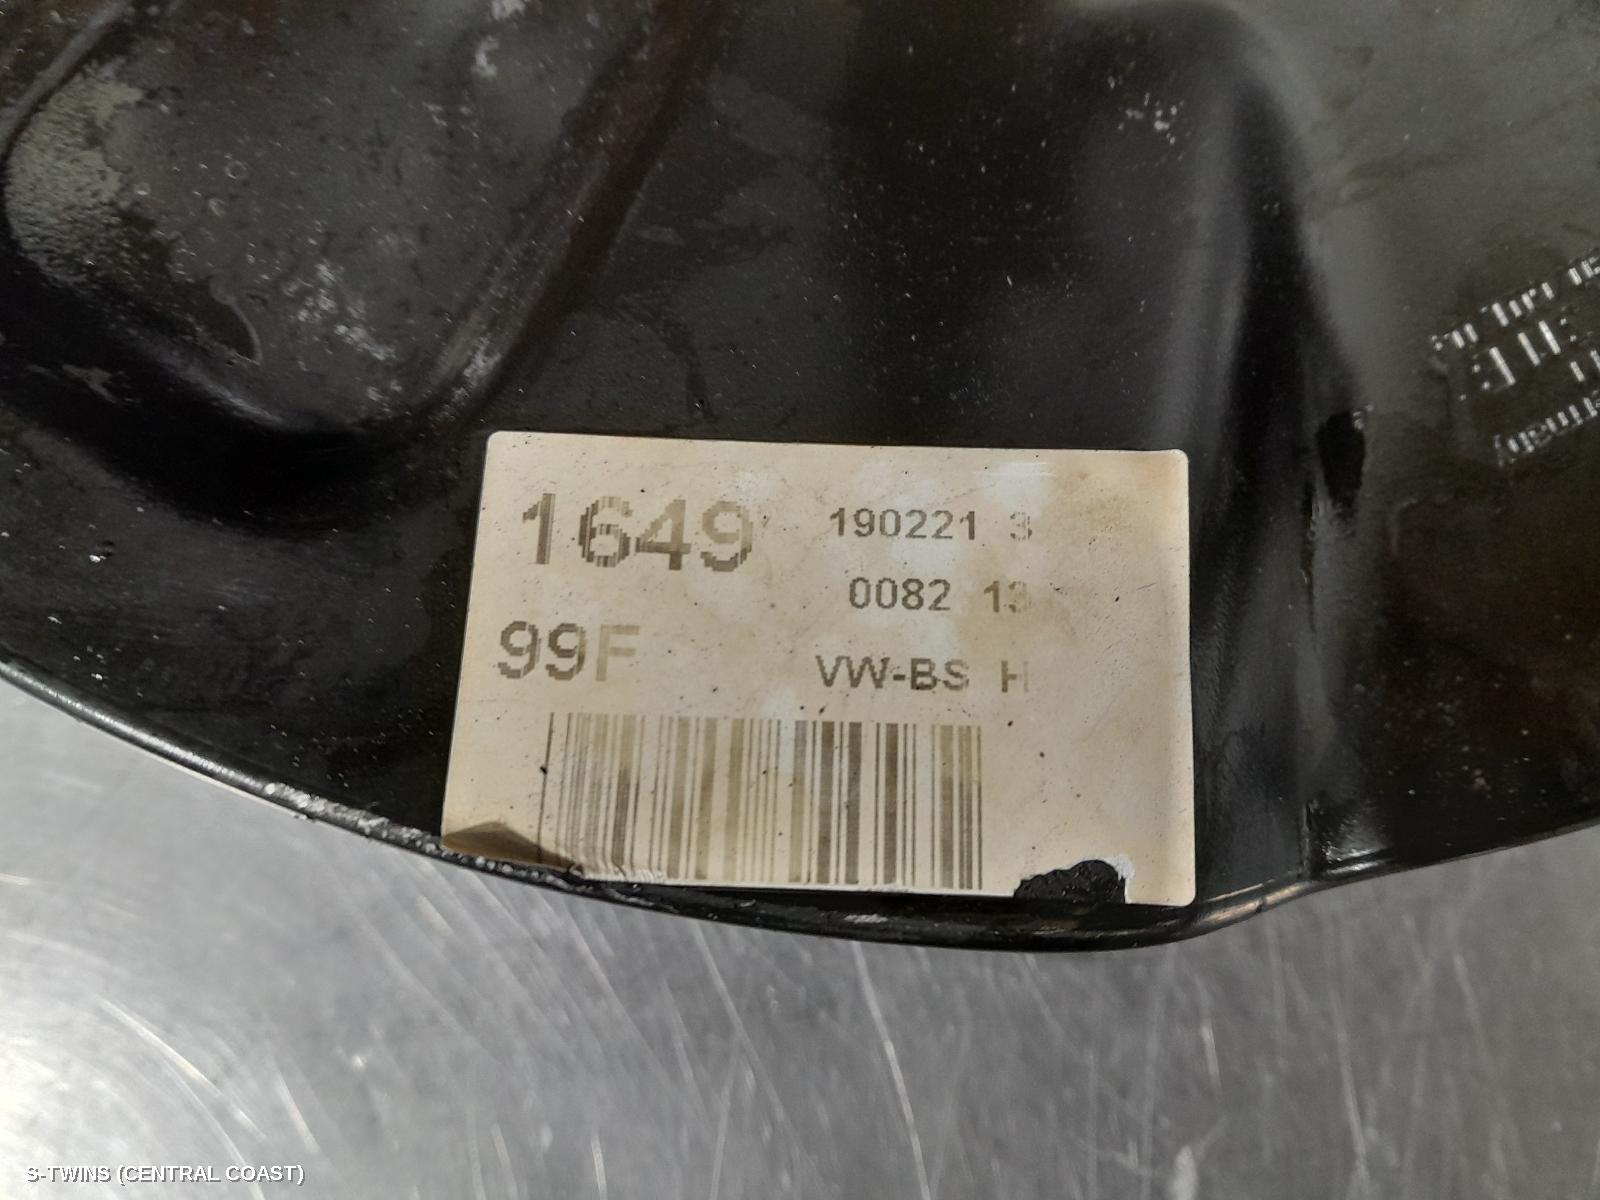 1649 190221 3
0082 13
99F VW-BS H
S-TWINS (CENTRAL COAST)